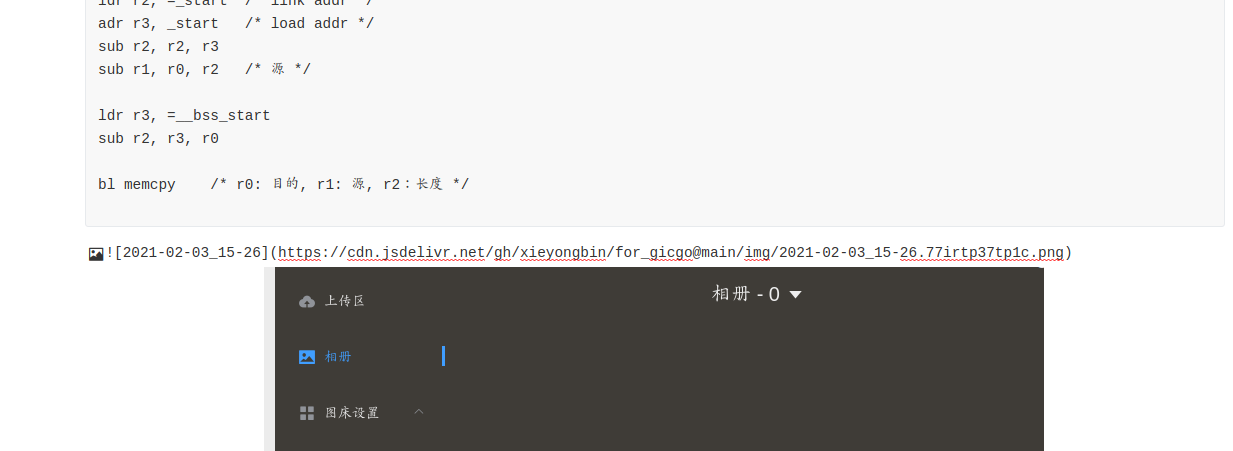 ldr r2, =_start  /* link addr */
adr r3, _start   /* load addr */
sub r2, r2, r3
sub r1, r0, r2   /* 源 */
ldr r3, =__bss_start
sub r2, r3, r0
bl memcpy    /* r0: 目的, r1: 源, r2：长度 */
![2021-02-03_15-26](https://cdn.jsdelivr.net/gh/xieyongbin/for_gicgo@main/img/2021-02-03_15-26.77irtp37tp1c.png)
相册 - 0
上传区
相册
图床设置